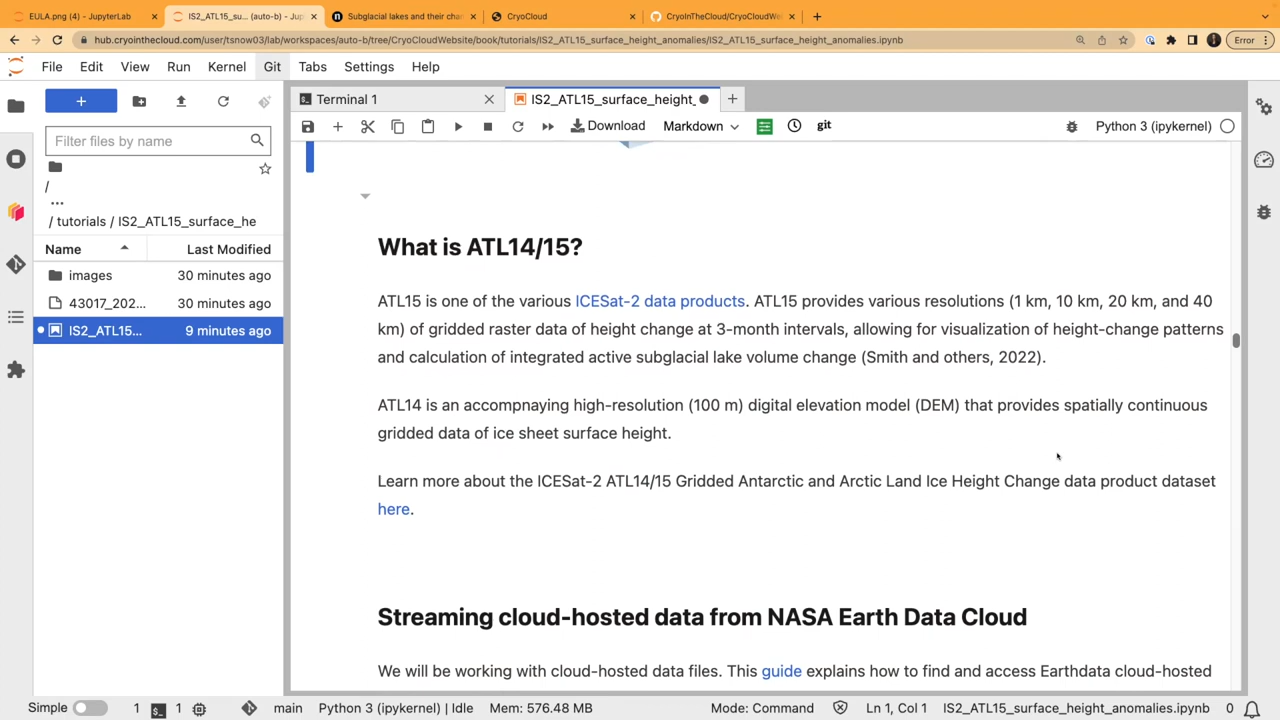 EULA.png (4) - JupyterLab
IS2_ATL15_su... (auto-b) - Jup
Subglacial lakes and their chan
CryoCloud
CryoInTheCloud/CryoCloudWe
hub.cryointhecloud.com/user/tsnow03/lab/workspaces/auto-b/tree/CryoCloudWebsite/book/tutorials/IS2_ATL15_surface_height_anomalies/IS2_ATL15_surface_height_anomalies.ipynb
Error
File Edit View Run Kernel Git Tabs Settings Help
Terminal 1
IS2_ATL15_surface_height_
Filter files by name
Download
Markdown
git
Python 3 (ipykernel)
/
...
/ tutorials / IS2_ATL15_surface_he
Name Last Modified
images 30 minutes ago
43017_202... 30 minutes ago
IS2_ATL15... 9 minutes ago
What is ATL14/15?
ATL15 is one of the various ICESat-2 data products. ATL15 provides various resolutions (1 km, 10 km, 20 km, and 40
km) of gridded raster data of height change at 3-month intervals, allowing for visualization of height-change patterns
and calculation of integrated active subglacial lake volume change (Smith and others, 2022).
ATL14 is an accompnaying high-resolution (100 m) digital elevation model (DEM) that provides spatially continuous
gridded data of ice sheet surface height.
Learn more about the ICESat-2 ATL14/15 Gridded Antarctic and Arctic Land Ice Height Change data product dataset
here.
Streaming cloud-hosted data from NASA Earth Data Cloud
We will be working with cloud-hosted data files. This guide explains how to find and access Earthdata cloud-hosted
Simple 1 1 main Python 3 (ipykernel) | Idle Mem: 576.48 MB Mode: Command Ln 1, Col 1 IS2_ATL15_surface_height_anomalies.ipynb 0